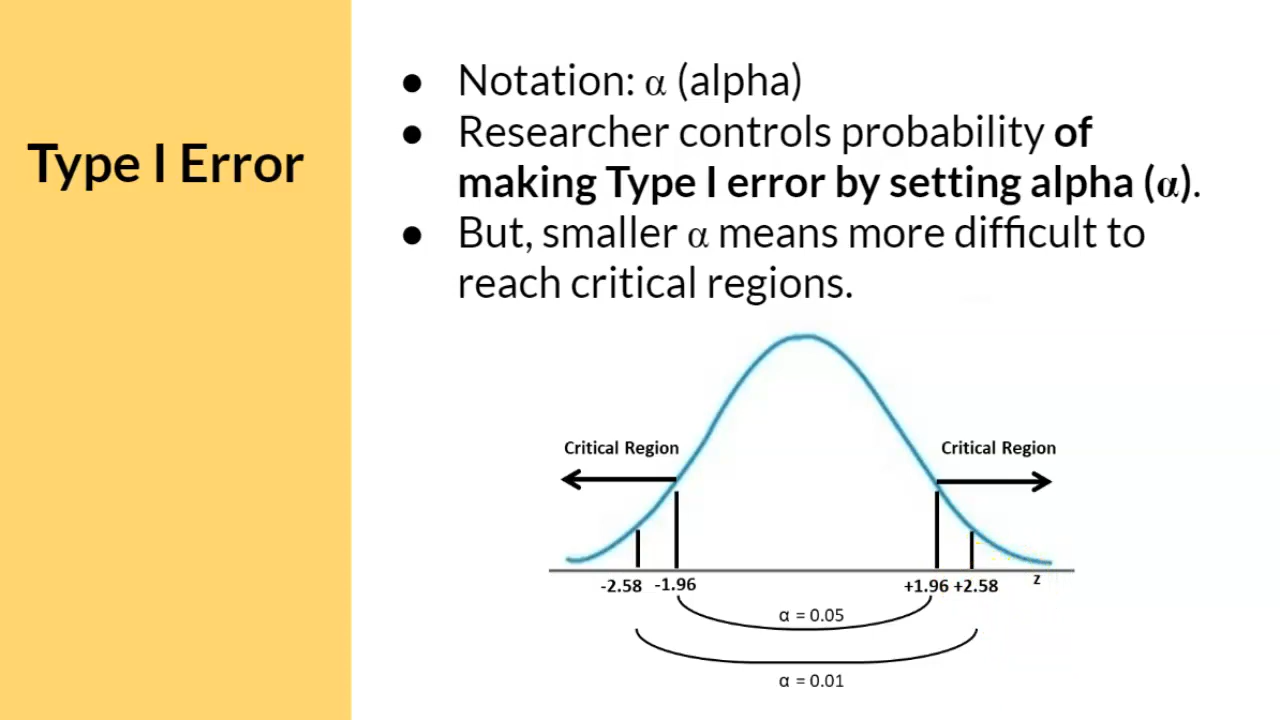 Type I Error
● Notation: α (alpha)
● Researcher controls probability of
making Type I error by setting alpha (α).
● But, smaller α means more difficult to
reach critical regions.
Critical Region
Critical Region
-2.58 -1.96
+1.96 +2.58
z
α = 0.05
α = 0.01